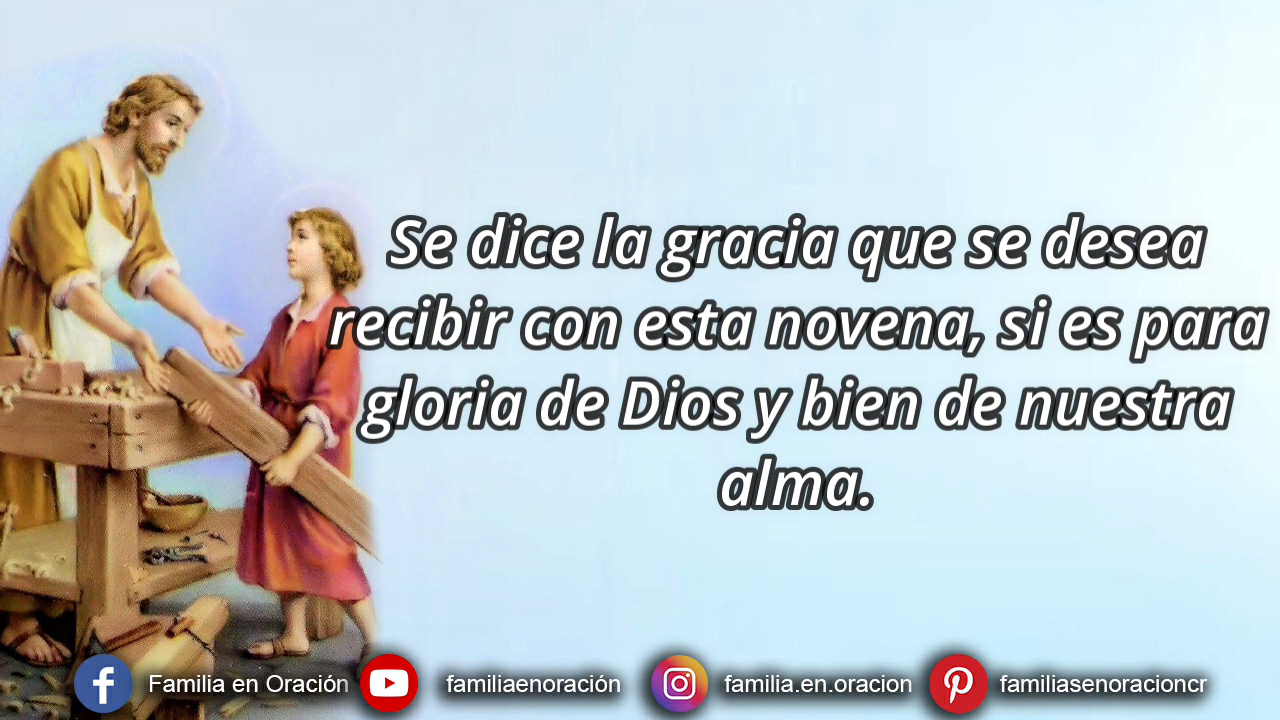 Se dice la gracia que se desea
recibir con esta novena, si es para
gloria de Dios y bien de nuestra
alma.
Familia en Oración familiaenoración familia.en.oracion familiasenoracioncr